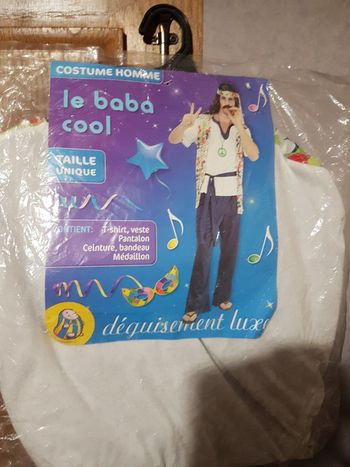 COSTUME HOMME
le baba
cool
TAILLE
UNIQUE
CONTIENT: T-shirt, veste
Pantalon
Ceinture, bandeau
Médaillon
déguisement luxe